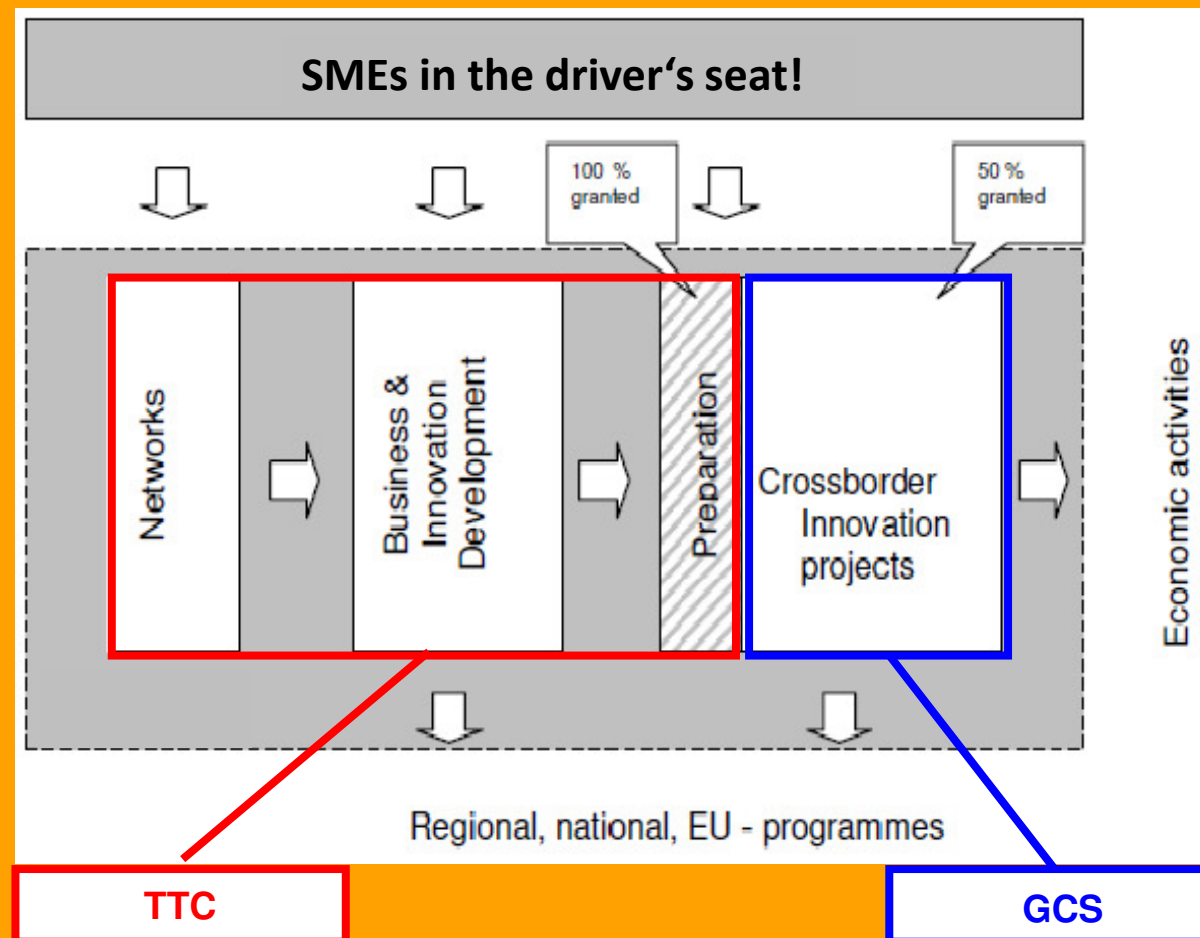 SMEs in the driver‘s seat!
100 %
granted
50 %
granted
Networks
Business &
Innovation
Development
Preparation
Crossborder
Innovation
projects
Economic activities
Regional, national, EU - programmes
TTC
GCS